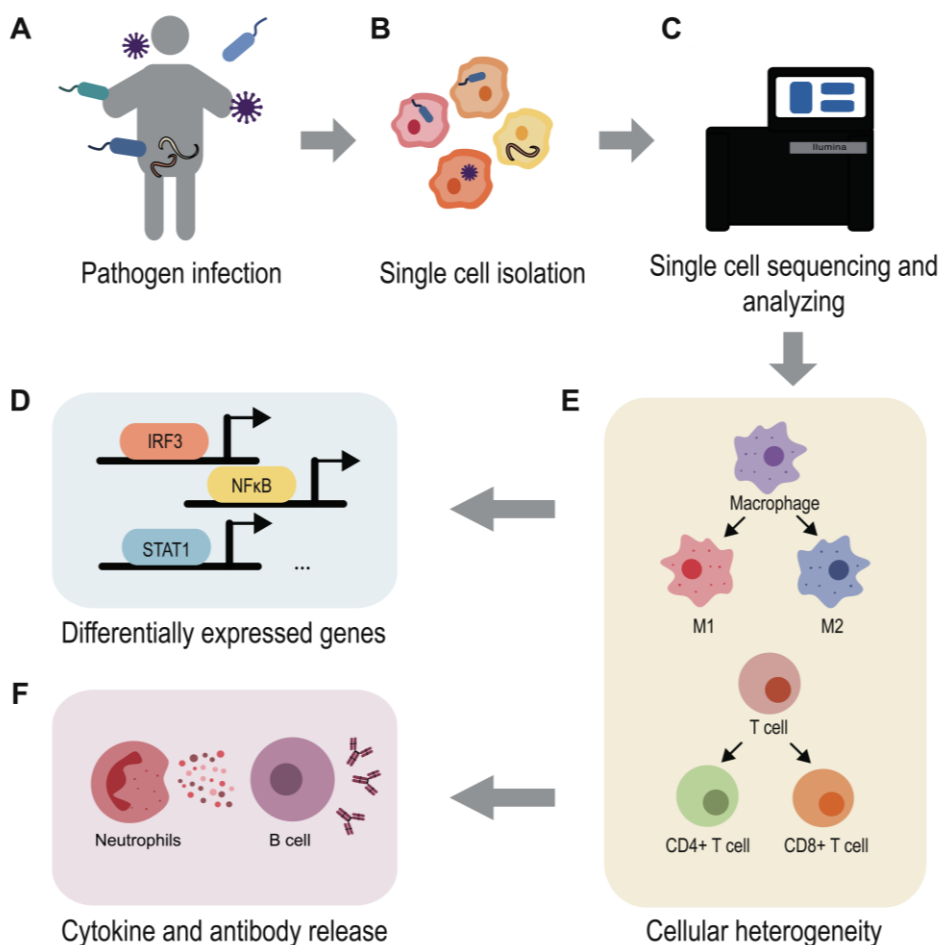 A
B
C
Ilumina
Pathogen infection
Single cell isolation
Single cell sequencing and
analyzing
D
IRF3
NFκB
STAT1
...
Differentially expressed genes
E
Macrophage
M1
M2
T cell
CD4+ T cell
CD8+ T cell
Cellular heterogeneity
F
Neutrophils
B cell
Cytokine and antibody release